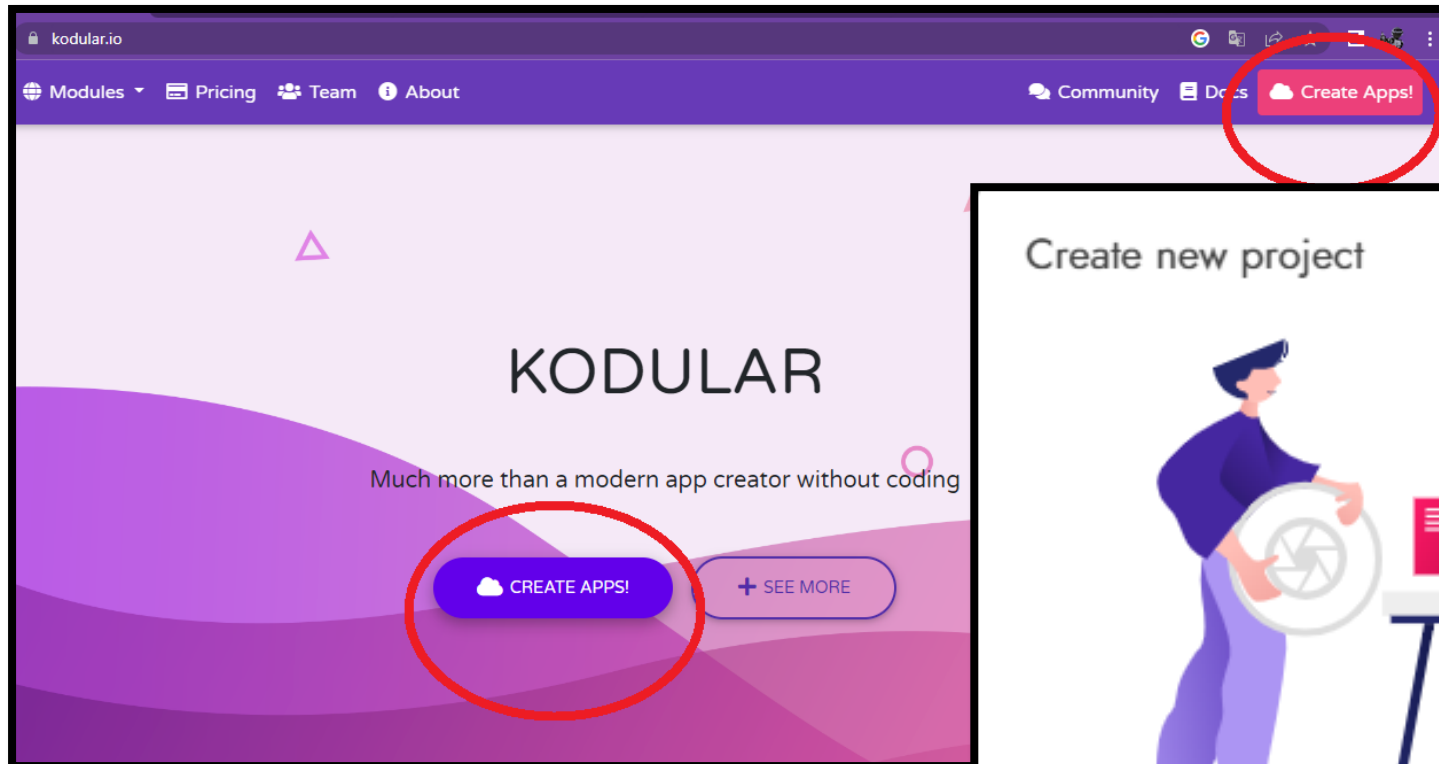 kodular.io
Modules Pricing Team About Community Docs Create Apps!
Create new project
KODULAR
Much more than a modern app creator without coding
CREATE APPS! SEE MORE